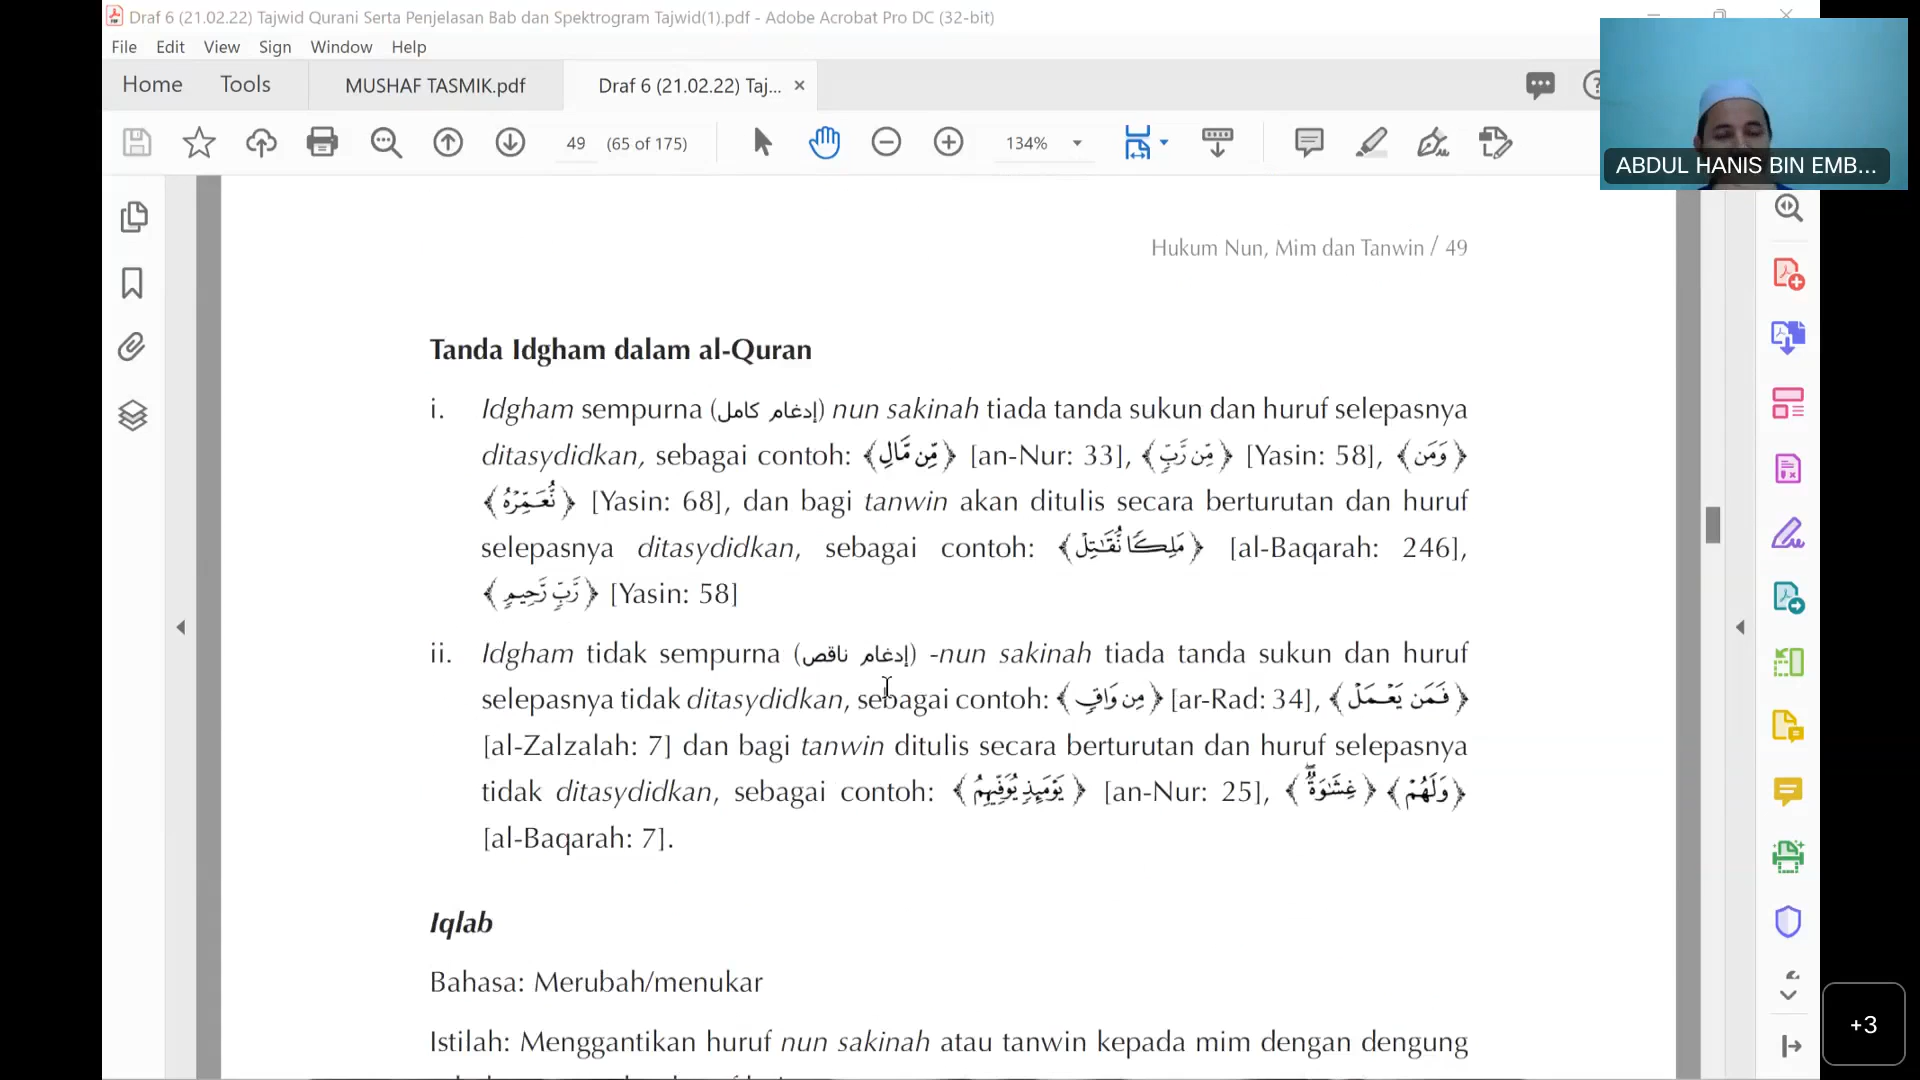 Draf 6 (21.02.22) Tajwid Qurani Serta Penjelasan Bab dan Spektrogram Tajwid(1).pdf - Adobe Acrobat Pro DC (32-bit)
File Edit View Sign Window Help
Home Tools MUSHAF TASMIK.pdf Draf 6 (21.02.22) Taj... ×
49 (65 of 175) 134%
ABDUL HANIS BIN EMB...
Hukum Nun, Mim dan Tanwin / 49
Tanda Idgham dalam al-Quran
i. Idgham sempurna (إدغام كامل) nun sakinah tiada tanda sukun dan huruf selepasnya
ditasydidkan, sebagai contoh: ﴿مِّن مَّالِ﴾ [an-Nur: 33], ﴿مِّن رَّبٍّ﴾ [Yasin: 58], ﴿وَمَن
نُّعَمِّرْهُ﴾ [Yasin: 68], dan bagi tanwin akan ditulis secara berturutan dan huruf
selepasnya ditasydidkan, sebagai contoh: ﴿مَلِكٗا نُّقَٰتِلۡ﴾ [al-Baqarah: 246],
﴿رَّبّٖ رَّحِيمٖ﴾ [Yasin: 58]
ii. Idgham tidak sempurna (إدغام ناقص) -nun sakinah tiada tanda sukun dan huruf
selepasnya tidak ditasydidkan, sebagai contoh: ﴿مِن وَاقٖ﴾ [ar-Rad: 34], ﴿فَمَن يَعۡمَلۡ﴾
[al-Zalzalah: 7] dan bagi tanwin ditulis secara berturutan dan huruf selepasnya
tidak ditasydidkan, sebagai contoh: ﴿يَوۡمَئِذٖ يُوَفِّيهِمُ﴾ [an-Nur: 25], ﴿غِشَٰوَةٞۖ﴾ ﴿وَلَهُمۡ﴾
[al-Baqarah: 7].
Iqlab
Bahasa: Merubah/menukar
Istilah: Menggantikan huruf nun sakinah atau tanwin kepada mim dengan dengung
+3